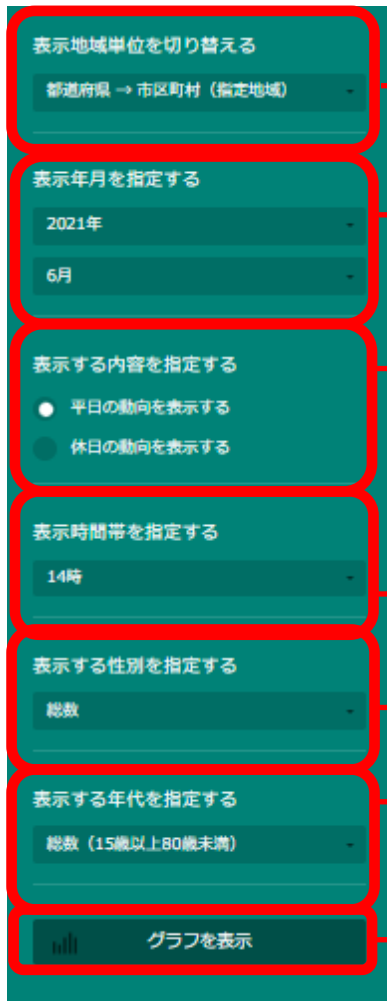 表示地域単位を切り替える
都道府県 → 市区町村（指定地域）
表示年月を指定する
2021年
6月
表示する内容を指定する
平日の動向を表示する
休日の動向を表示する
表示時間帯を指定する
14時
表示する性別を指定する
総数
表示する年代を指定する
総数（15歳以上80歳未満）
グラフを表示